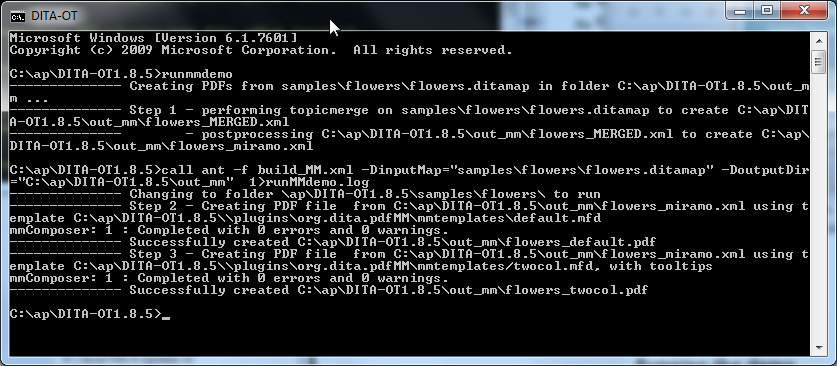 DITA-OT
Microsoft Windows [Version 6.1.7601]
Copyright (c) 2009 Microsoft Corporation.  All rights reserved.
C:\ap\DITA-OT1.8.5>runmmdemo
-------------- Creating PDFs from samples\flowers\flowers.ditamap in folder C:\ap\DITA-OT1.8.5\out_m
m ...
-------------- Step 1 - performing topicmerge on samples\flowers\flowers.ditamap to create C:\ap\DIT
A-OT1.8.5\out_mm\flowers_MERGED.xml
--------------        - postprocessing C:\ap\DITA-OT1.8.5\out_mm\flowers_MERGED.xml to create C:\ap\
DITA-OT1.8.5\out_mm\flowers_miramo.xml
C:\ap\DITA-OT1.8.5>call ant -f build_MM.xml -DinputMap="samples\flowers\flowers.ditamap" -DoutputDir
="C:\ap\DITA-OT1.8.5\out_mm"  1>runMMdemo.log
-------------- Changing to folder \ap\DITA-OT1.8.5\samples\flowers\ to run
-------------- Step 2 - Creating PDF file  from C:\ap\DITA-OT1.8.5\out_mm\flowers_miramo.xml using t
emplate C:\ap\DITA-OT1.8.5\\plugins\org.dita.pdfMM\mmtemplates\default.mfd
mmComposer: 1 : Completed with 0 errors and 0 warnings.
-------------- Successfully created C:\ap\DITA-OT1.8.5\out_mm\flowers_default.pdf
-------------- Step 3 - Creating PDF file  from C:\ap\DITA-OT1.8.5\out_mm\flowers_miramo.xml using t
emplate C:\ap\DITA-OT1.8.5\\plugins\org.dita.pdfMM\mmtemplates/twocol.mfd, with tooltips
mmComposer: 1 : Completed with 0 errors and 0 warnings.
-------------- Successfully created C:\ap\DITA-OT1.8.5\out_mm\flowers_twocol.pdf
C:\ap\DITA-OT1.8.5>_